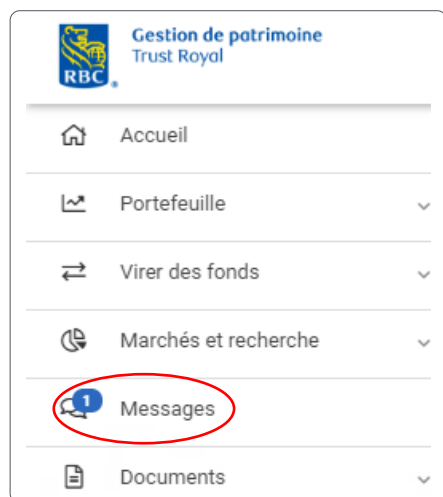 Gestion de patrimoine
Trust Royal
RBC
Accueil
Portefeuille
Virer des fonds
Marchés et recherche
1
Messages
Documents